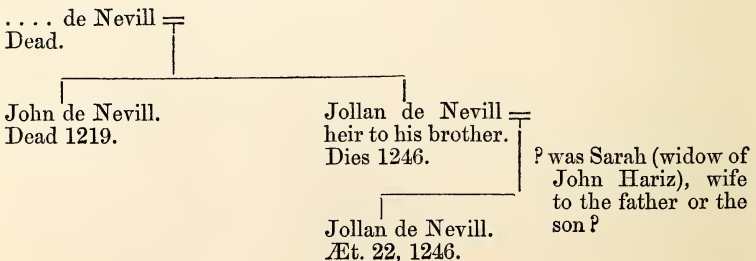 .... de Nevill
Dead.
John de Nevill.
Dead 1219.
Jollan de Nevill
heir to his brother.
Dies 1246.
? was Sarah (widow of
John Hariz), wife
to the father or the
son?
Jollan de Nevill.
Æt. 22, 1246.